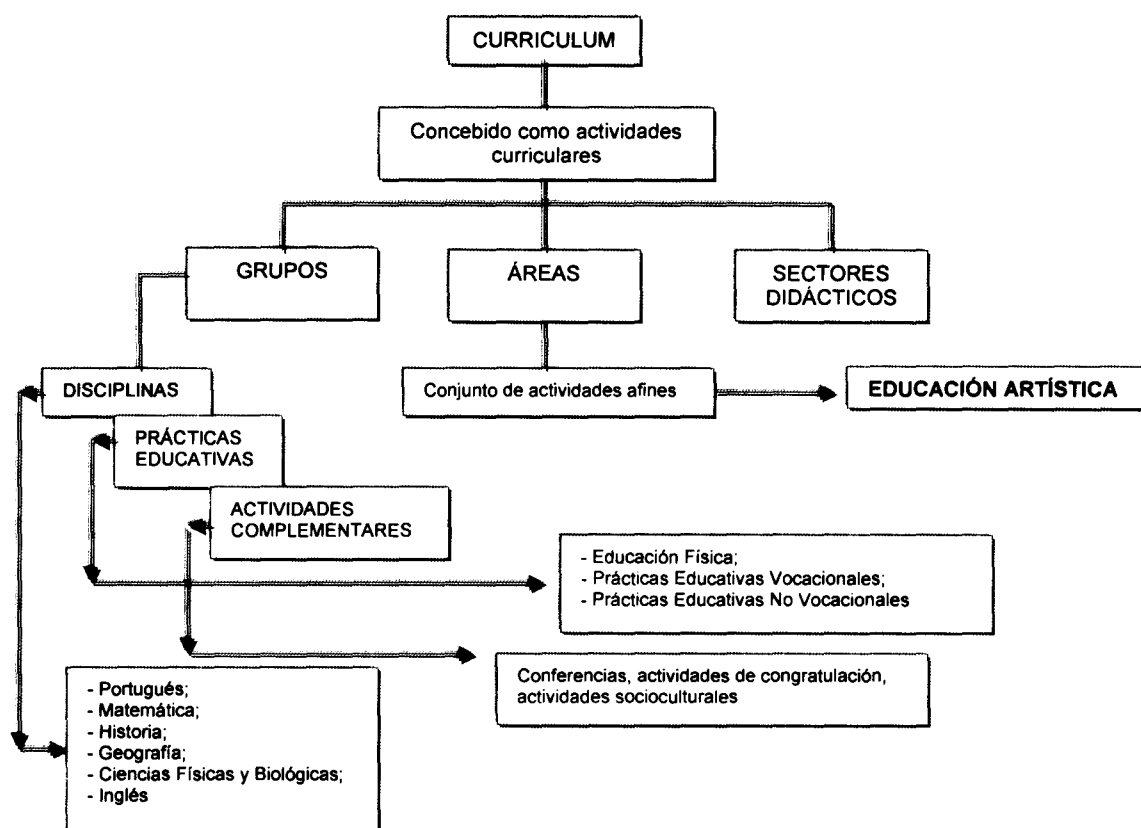 CURRICULUM
Concebido como actividades
curriculares
GRUPOS
ÁREAS
SECTORES
DIDÁCTICOS
DISCIPLINAS
Conjunto de actividades afines
EDUCACIÓN ARTÍSTICA
PRÁCTICAS
EDUCATIVAS
ACTIVIDADES
COMPLEMENTARES
- Educación Física;
- Prácticas Educativas Vocacionales;
- Prácticas Educativas No Vocacionales
Conferencias, actividades de congratulación,
actividades socioculturales
- Portugués;
- Matemática;
- Historia;
- Geografía;
- Ciencias Físicas y Biológicas;
- Inglés